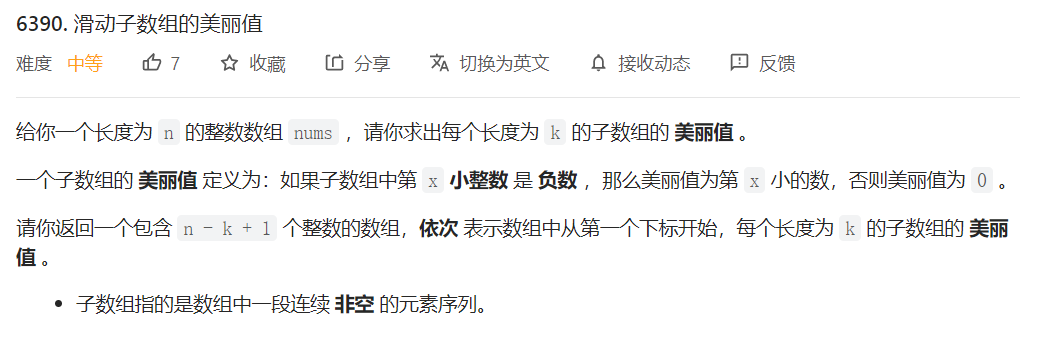 6390. 滑动子数组的美丽值
难度 中等 7 收藏 分享 切换为英文 接收动态 反馈
给你一个长度为 n 的整数数组 nums ，请你求出每个长度为 k 的子数组的 美丽值 。
一个子数组的 美丽值 定义为：如果子数组中第 x 小整数 是 负数 ，那么美丽值为第 x 小的数，否则美丽值为 0 。
请你返回一个包含 n - k + 1 个整数的数组，依次 表示数组中从第一个下标开始，每个长度为 k 的子数组的 美丽
值 。
• 子数组指的是数组中一段连续 非空 的元素序列。